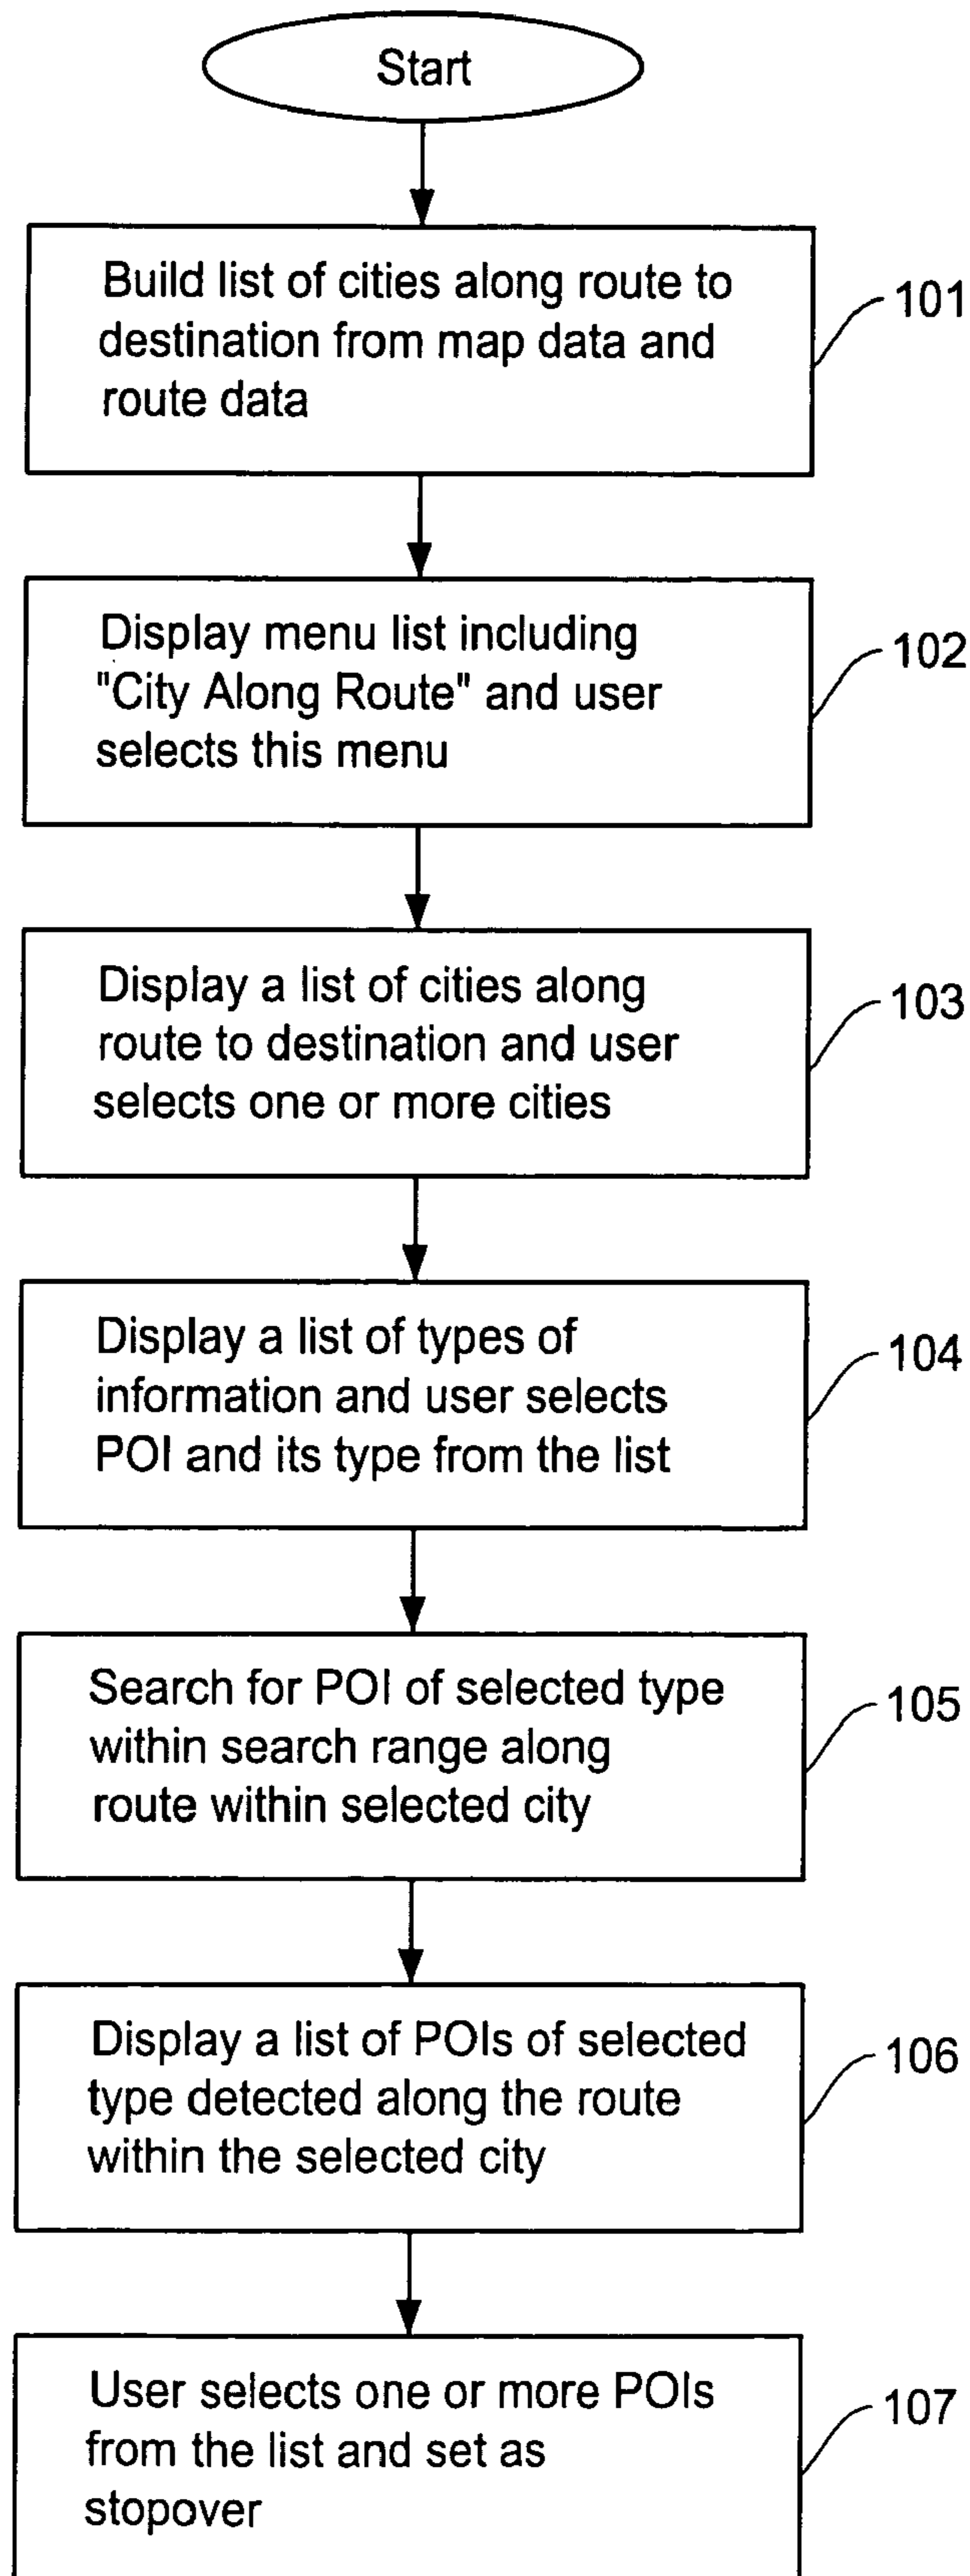 Start
Build list of cities along route to
destination from map data and
route data
101
Display menu list including
"City Along Route" and user
selects this menu
102
Display a list of cities along
route to destination and user
selects one or more cities
103
Display a list of types of
information and user selects
POI and its type from the list
104
Search for POI of selected type
within search range along
route within selected city
105
Display a list of POIs of selected
type detected along the route
within the selected city
106
User selects one or more POIs
from the list and set as
stopover
107